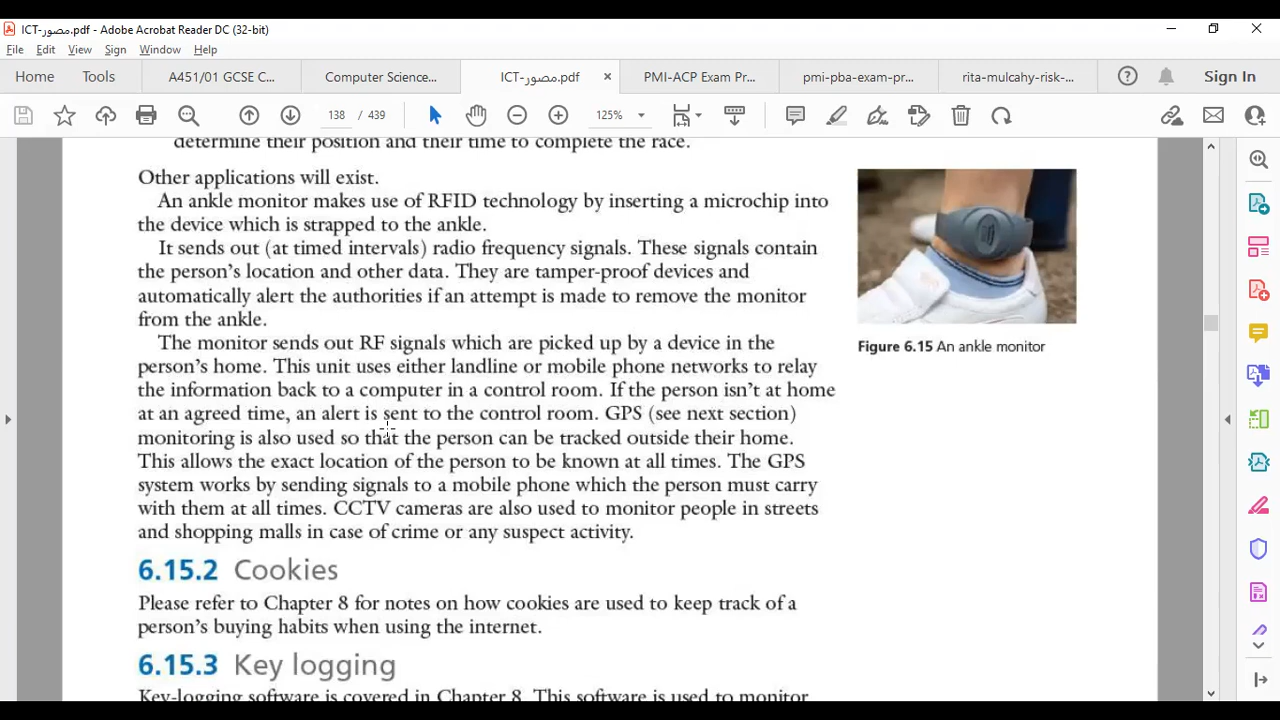 ICT-مصور.pdf - Adobe Acrobat Reader DC (32-bit)
File Edit View Sign Window Help
Home Tools A451/01 GCSE C... Computer Science... ICT-مصور.pdf × PMI-ACP Exam Pr... pmi-pba-exam-pr... rita-mulcahy-risk-... Sign In
138 / 439 125%
determine their position and their time to complete the race.
Other applications will exist.
An ankle monitor makes use of RFID technology by inserting a microchip into
the device which is strapped to the ankle.
It sends out (at timed intervals) radio frequency signals. These signals contain
the person's location and other data. They are tamper-proof devices and
automatically alert the authorities if an attempt is made to remove the monitor
from the ankle.
The monitor sends out RF signals which are picked up by a device in the
person's home. This unit uses either landline or mobile phone networks to relay
the information back to a computer in a control room. If the person isn't at home
at an agreed time, an alert is sent to the control room. GPS (see next section)
monitoring is also used so that the person can be tracked outside their home.
This allows the exact location of the person to be known at all times. The GPS
system works by sending signals to a mobile phone which the person must carry
with them at all times. CCTV cameras are also used to monitor people in streets
and shopping malls in case of crime or any suspect activity.
Figure 6.15 An ankle monitor
6.15.2 Cookies
Please refer to Chapter 8 for notes on how cookies are used to keep track of a
person's buying habits when using the internet.
6.15.3 Key logging
Key-logging software is covered in Chapter 8. This software is used to monitor